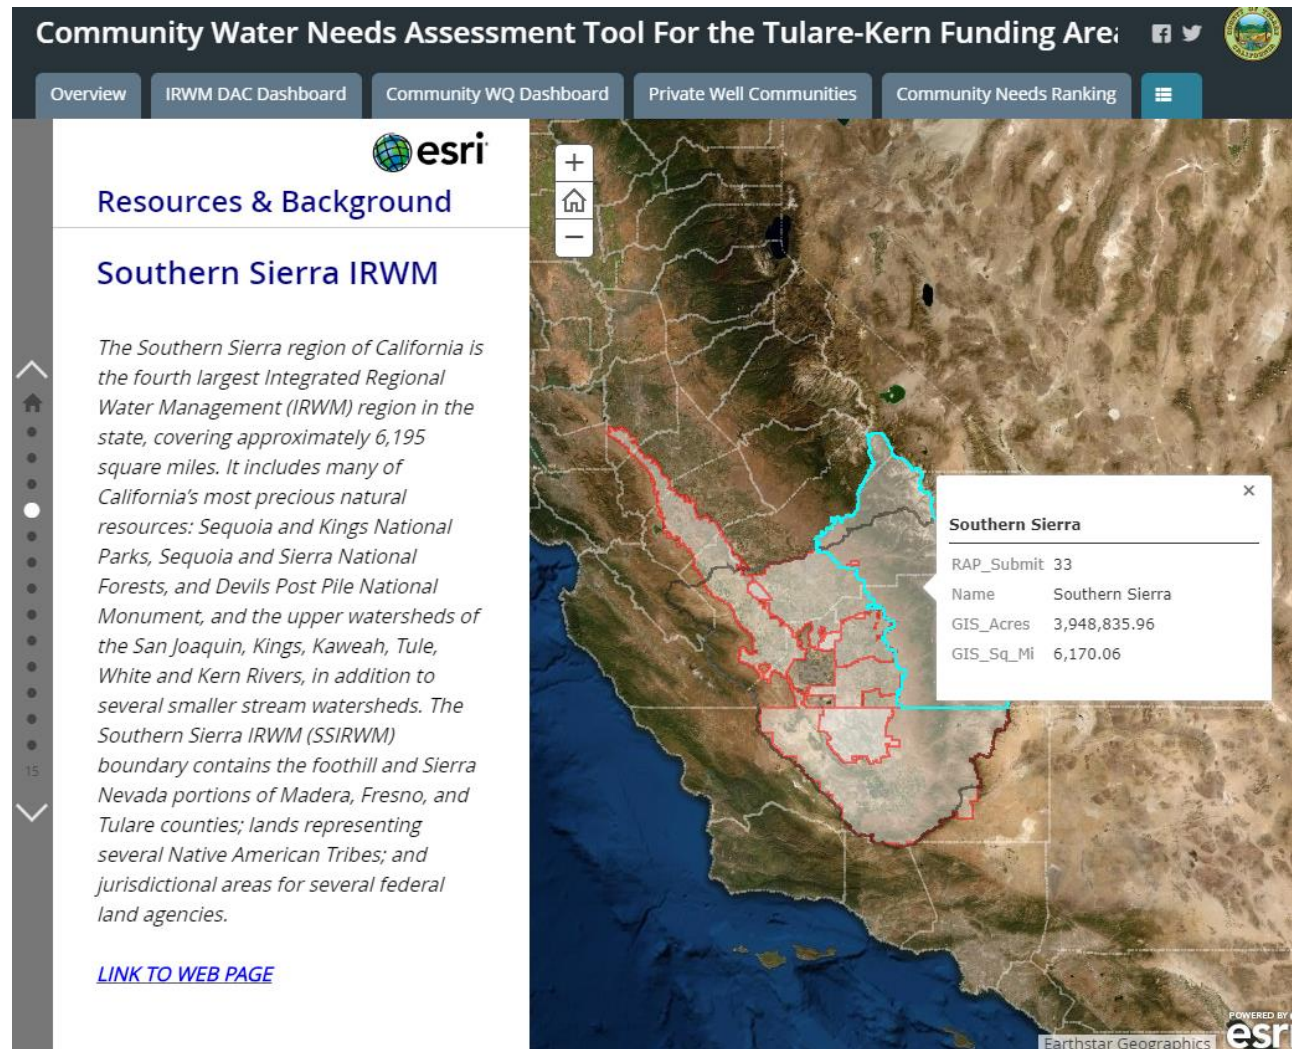 Community Water Needs Assessment Tool For the Tulare-Kern Funding Area
Overview
IRWM DAC Dashboard
Community WQ Dashboard
Private Well Communities
Community Needs Ranking
esri
Resources & Background
Southern Sierra IRWM
The Southern Sierra region of California is
the fourth largest Integrated Regional
Water Management (IRWM) region in the
state, covering approximately 6,195
square miles. It includes many of
California's most precious natural
resources: Sequoia and Kings National
Parks, Sequoia and Sierra National
Forests, and Devils Post Pile National
Monument, and the upper watersheds of
the San Joaquin, Kings, Kaweah, Tule,
White and Kern Rivers, in addition to
several smaller stream watersheds. The
Southern Sierra IRWM (SSIRWM)
boundary contains the foothill and Sierra
Nevada portions of Madera, Fresno, and
Tulare counties; lands representing
several Native American Tribes; and
jurisdictional areas for several federal
land agencies.
LINK TO WEB PAGE
15
Southern Sierra
RAP_Submit 33
Name Southern Sierra
GIS_Acres 3,948,835.96
GIS_Sq_Mi 6,170.06
POWERED BY
esri
Earthstar Geographics